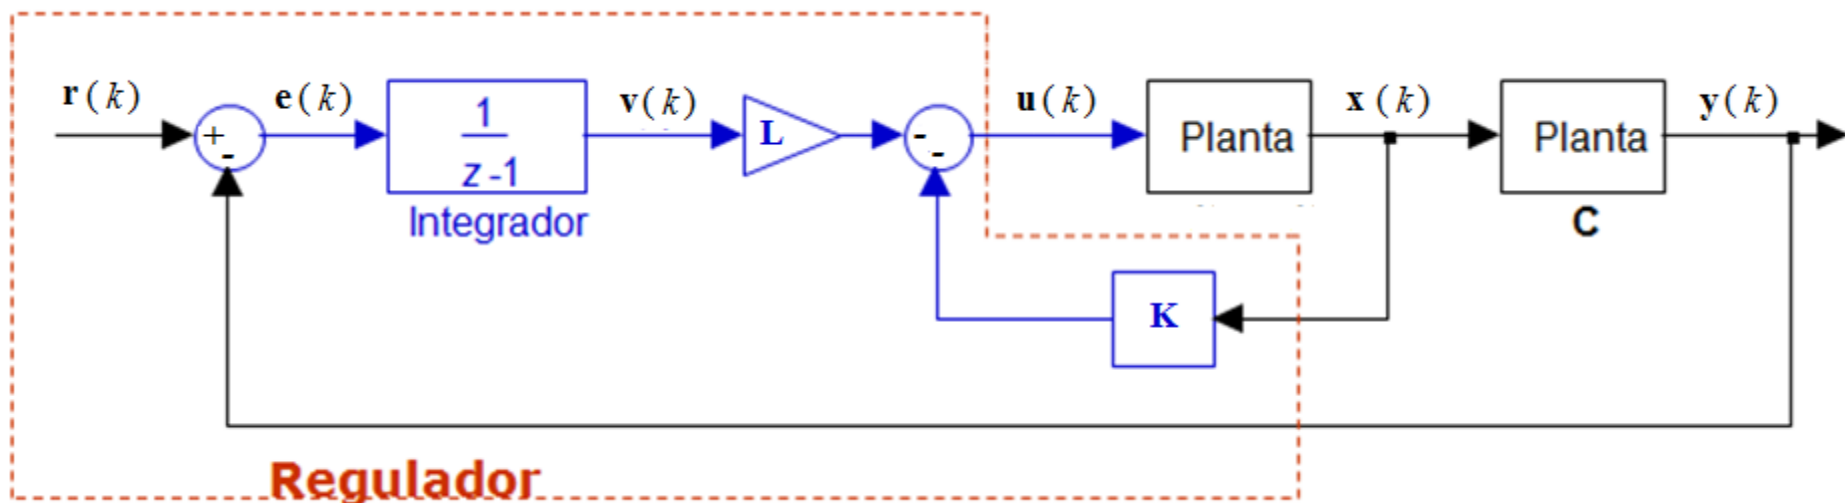 r(k)
+
-
e(k)
1
z-1
Integrador
v(k)
L
-
-
u(k)
Planta
x(k)
Planta
C
y(k)
K
Regulador